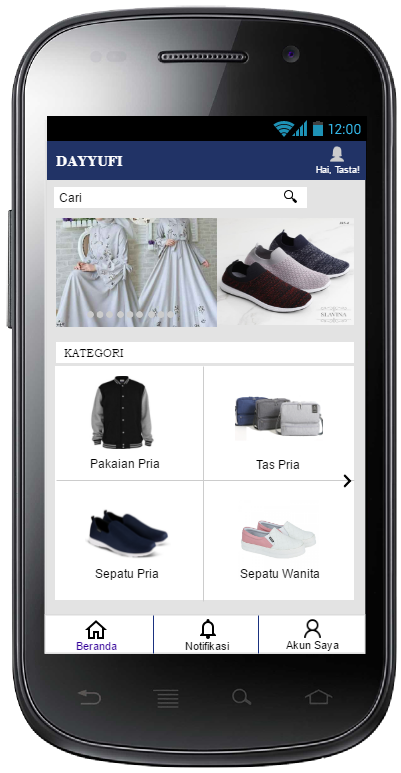 12:00
DAYYUFI
Hai, Tasta!
Cari
SLAVINA
KATEGORI
Pakaian Pria
Tas Pria
Sepatu Pria
Sepatu Wanita
Beranda
Notifikasi
Akun Saya